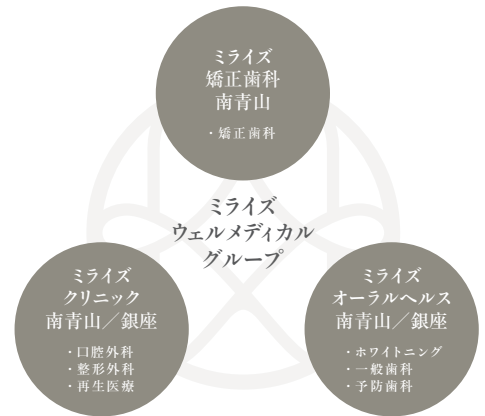 ミライズ
矯正歯科
南青山
・矯正歯科
ミライズ
ウェルメディカル
グループ
ミライズ
クリニック
南青山／銀座
・口腔外科
・整形外科
・再生医療
ミライズ
オーラルヘルス
南青山／銀座
・ホワイトニング
・一般歯科
・予防歯科